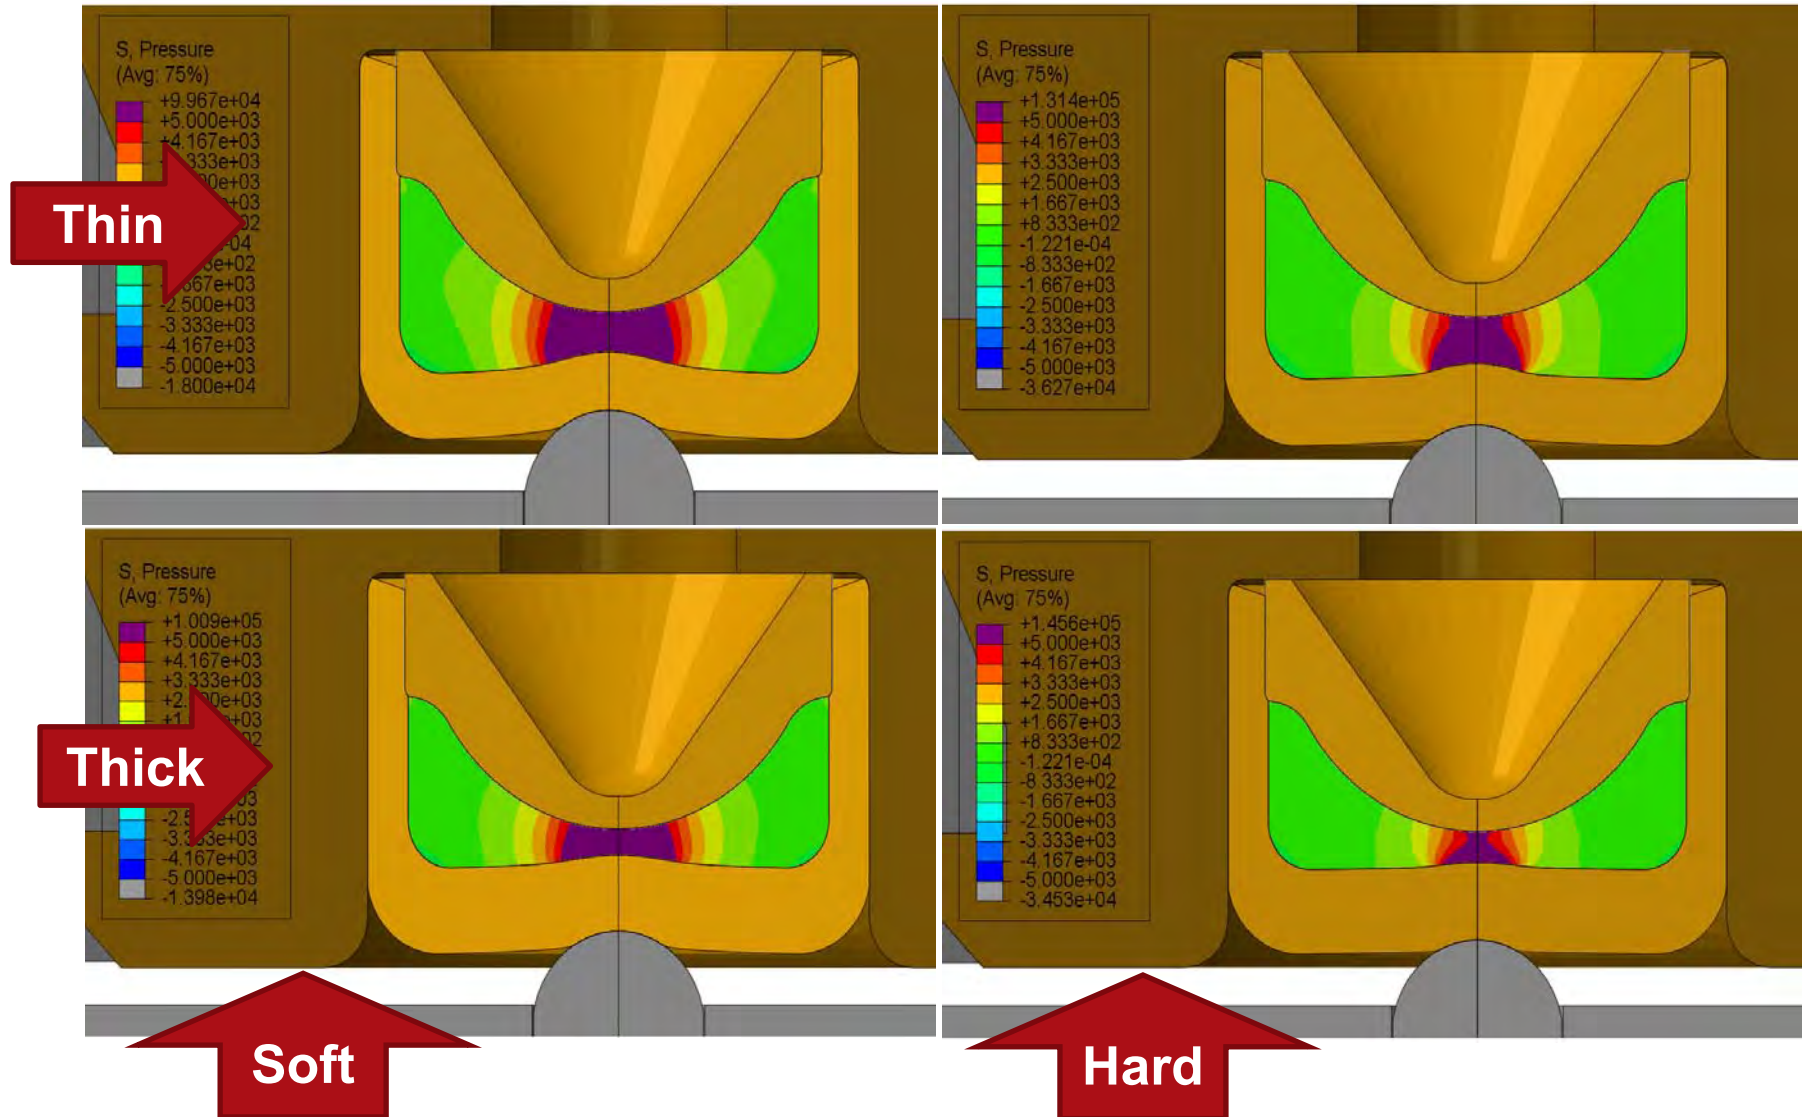 S, Pressure
(Avg: 75%)
+9.967e+04
+5.000e+03
+4.167e+03
-2.500e+03
-3.333e+03
-4.167e+03
-5.000e+03
-1.800e+04
Thin
S, Pressure
(Avg: 75%)
+1.314e+05
+5.000e+03
+4.167e+03
+3.333e+03
+2.500e+03
+1.667e+03
+8.333e+02
-1.221e-04
-8.333e+02
-1.667e+03
-2.500e+03
-3.333e+03
-4.167e+03
-5.000e+03
-3.627e+04
S, Pressure
(Avg: 75%)
+1.009e+05
+5.000e+03
+4.167e+03
+3.333e+03
-4.167e+03
-5.000e+03
-1.398e+04
Thick
S, Pressure
(Avg: 75%)
+1.456e+05
+5.000e+03
+4.167e+03
+3.333e+03
+2.500e+03
+1.667e+03
+8.333e+02
-1.221e-04
-8.333e+02
-1.667e+03
-2.500e+03
-3.333e+03
-4.167e+03
-5.000e+03
-3.453e+04
Soft
Hard